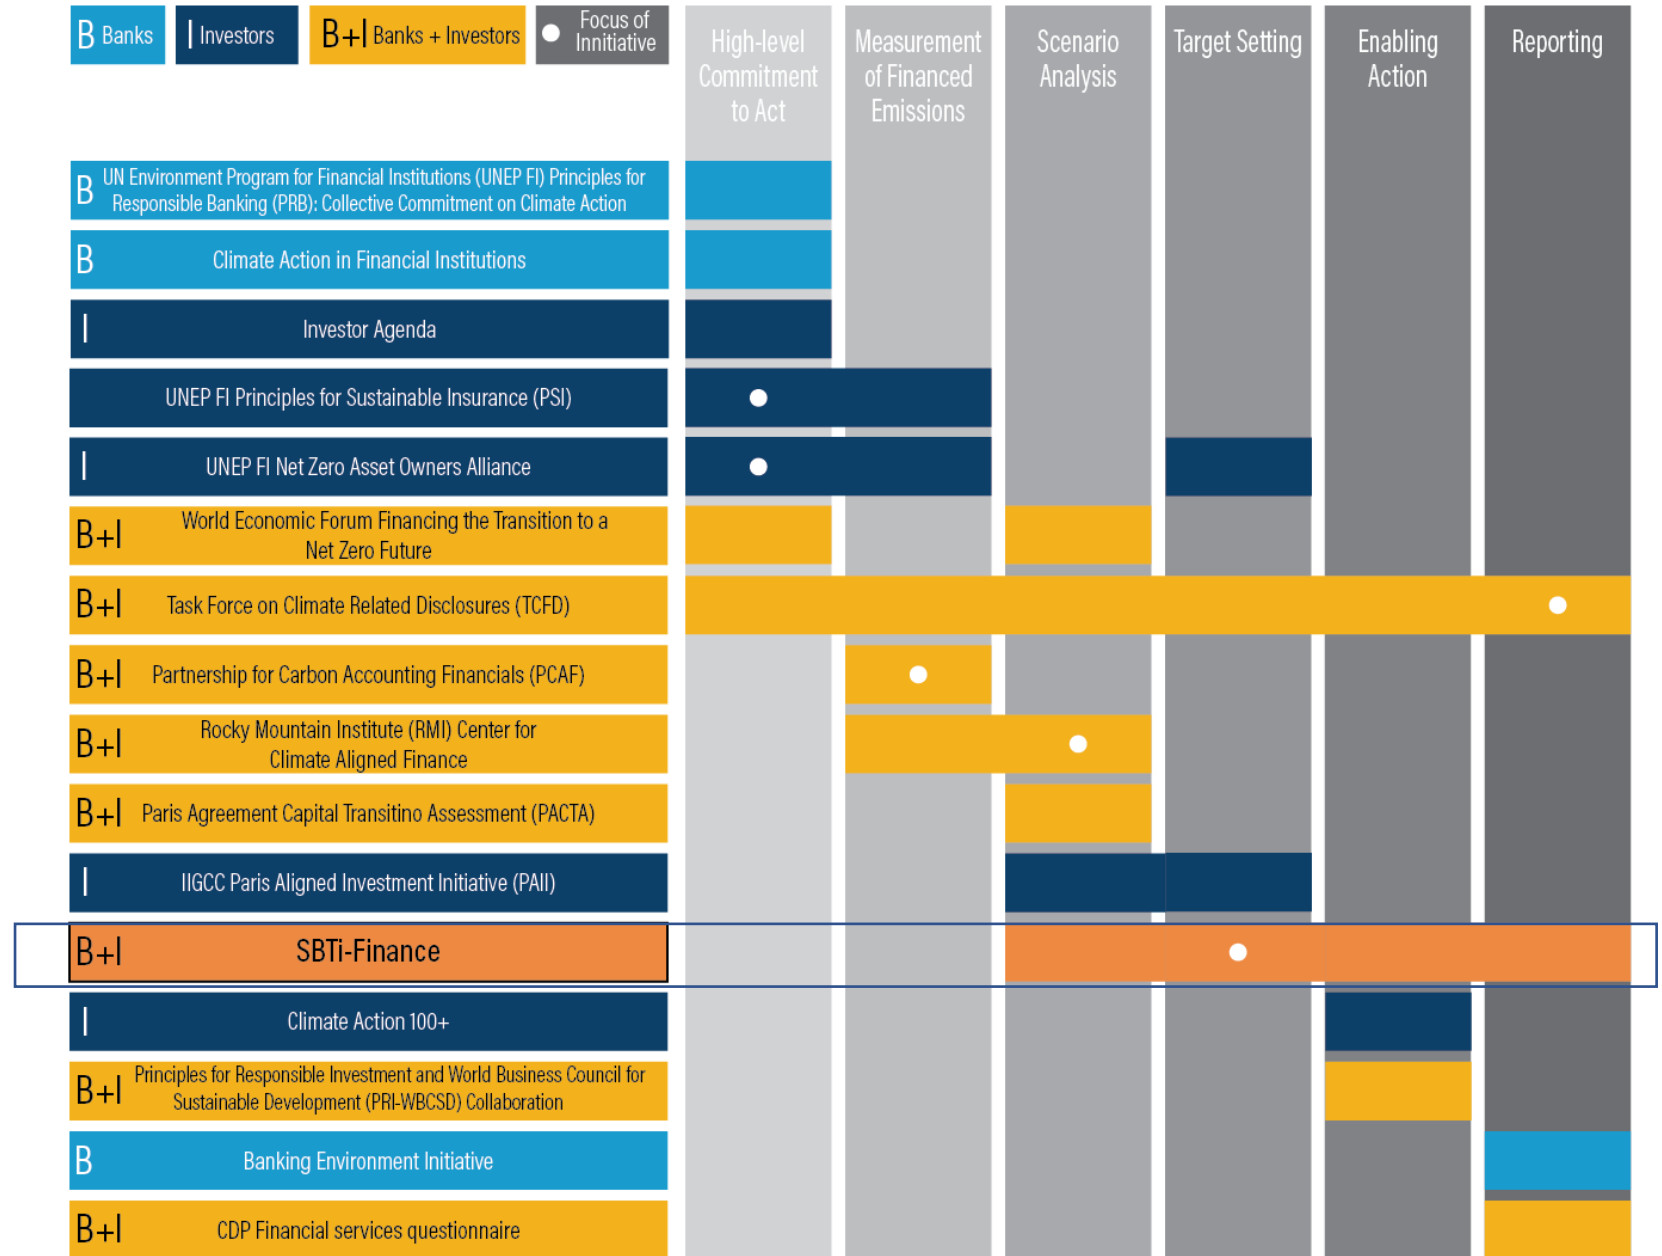 B Banks
I Investors
B+I Banks + Investors
Focus of
Innitiative
High-level
Commitment
to Act
Measurement
of Financed
Emissions
Scenario
Analysis
Target Setting
Enabling
Action
Reporting
B UN Environment Program for Financial Institutions (UNEP FI) Principles for
Responsible Banking (PRB): Collective Commitment on Climate Action
B Climate Action in Financial Institutions
I Investor Agenda
UNEP FI Principles for Sustainable Insurance (PSI)
I UNEP FI Net Zero Asset Owners Alliance
B+I World Economic Forum Financing the Transition to a
Net Zero Future
B+I Task Force on Climate Related Disclosures (TCFD)
B+I Partnership for Carbon Accounting Financials (PCAF)
B+I Rocky Mountain Institute (RMI) Center for
Climate Aligned Finance
B+I Paris Agreement Capital Transitino Assessment (PACTA)
I IIGCC Paris Aligned Investment Initiative (PAII)
B+I SBTi-Finance
I Climate Action 100+
B+I Principles for Responsible Investment and World Business Council for
Sustainable Development (PRI-WBCSD) Collaboration
B Banking Environment Initiative
B+I CDP Financial services questionnaire